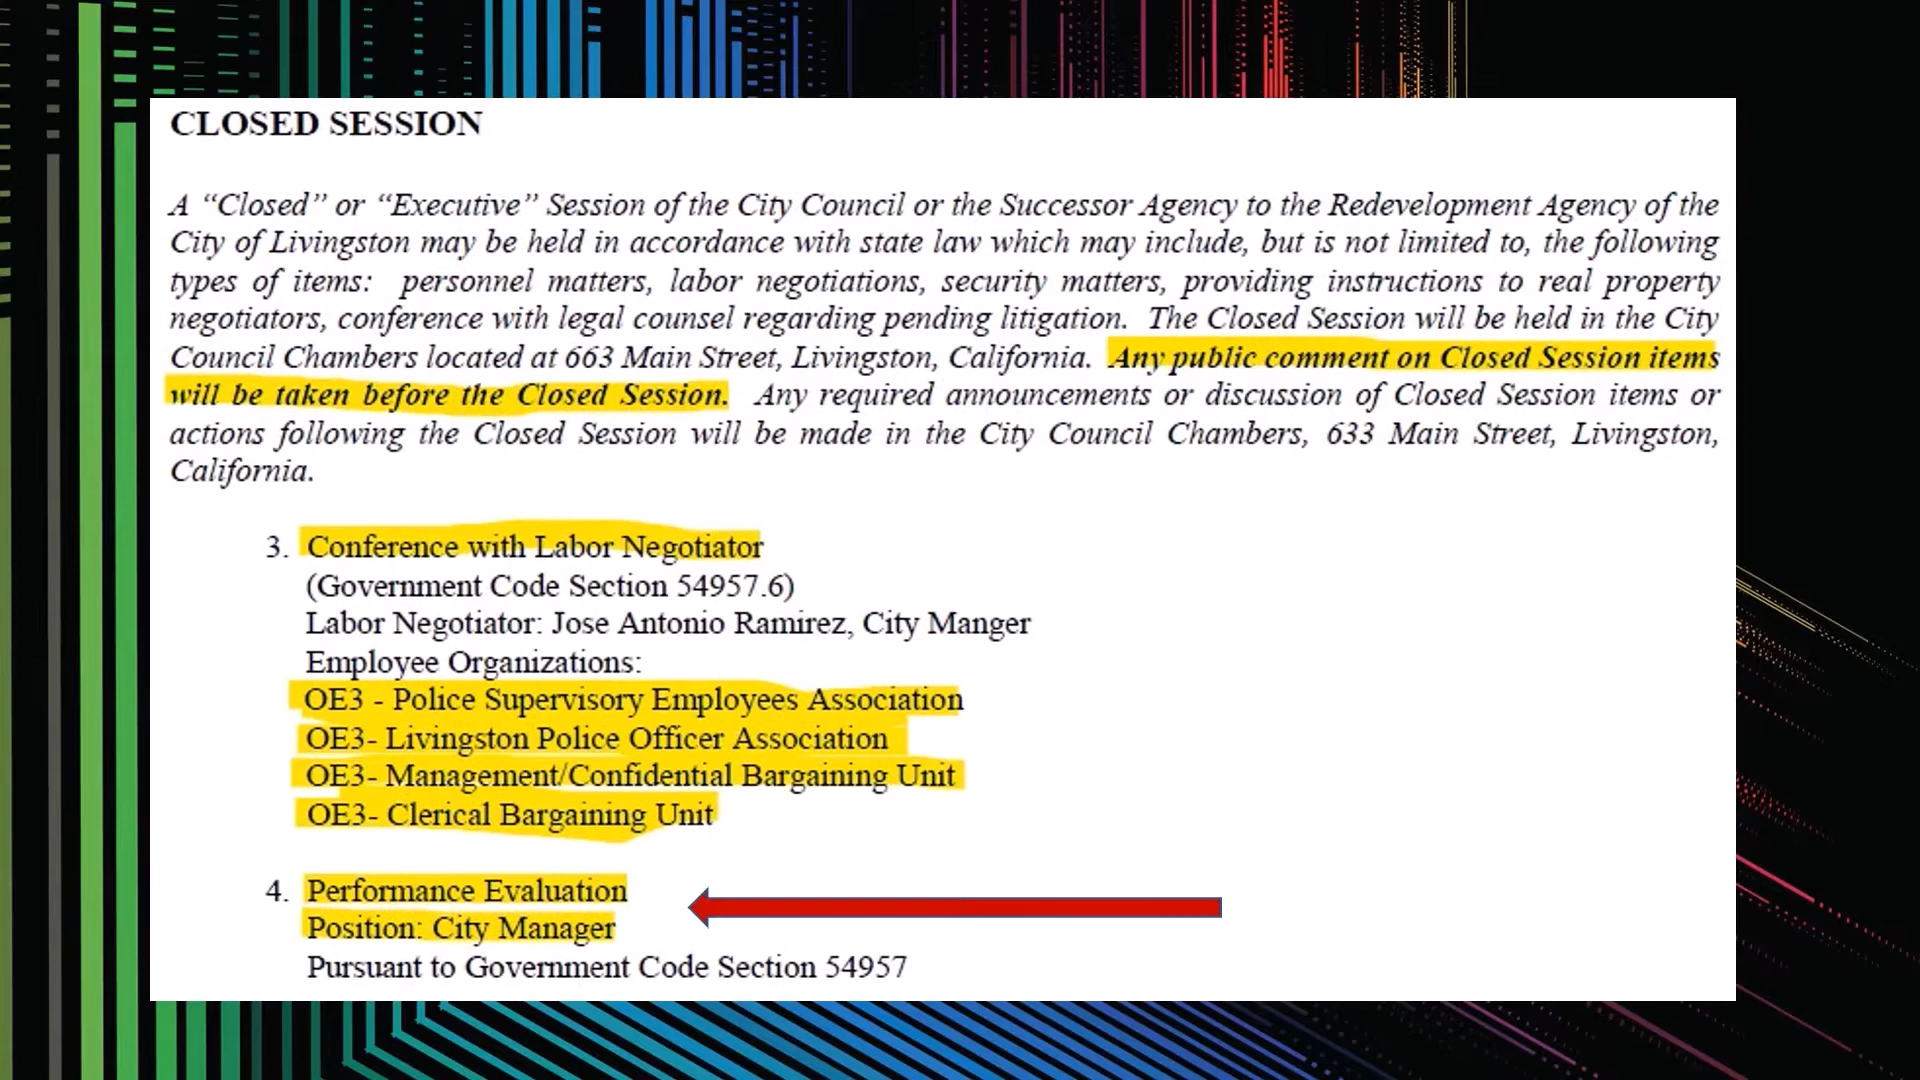 CLOSED SESSION
A “Closed” or “Executive” Session of the City Council or the Successor Agency to the Redevelopment Agency of the
City of Livingston may be held in accordance with state law which may include, but is not limited to, the following
types of items: personnel matters, labor negotiations, security matters, providing instructions to real property
negotiators, conference with legal counsel regarding pending litigation. The Closed Session will be held in the City
Council Chambers located at 663 Main Street, Livingston, California. Any public comment on Closed Session items
will be taken before the Closed Session. Any required announcements or discussion of Closed Session items or
actions following the Closed Session will be made in the City Council Chambers, 633 Main Street, Livingston,
California.
3. Conference with Labor Negotiator
(Government Code Section 54957.6)
Labor Negotiator: Jose Antonio Ramirez, City Manger
Employee Organizations:
OE3 - Police Supervisory Employees Association
OE3- Livingston Police Officer Association
OE3- Management/Confidential Bargaining Unit
OE3- Clerical Bargaining Unit
4. Performance Evaluation
Position: City Manager
Pursuant to Government Code Section 54957